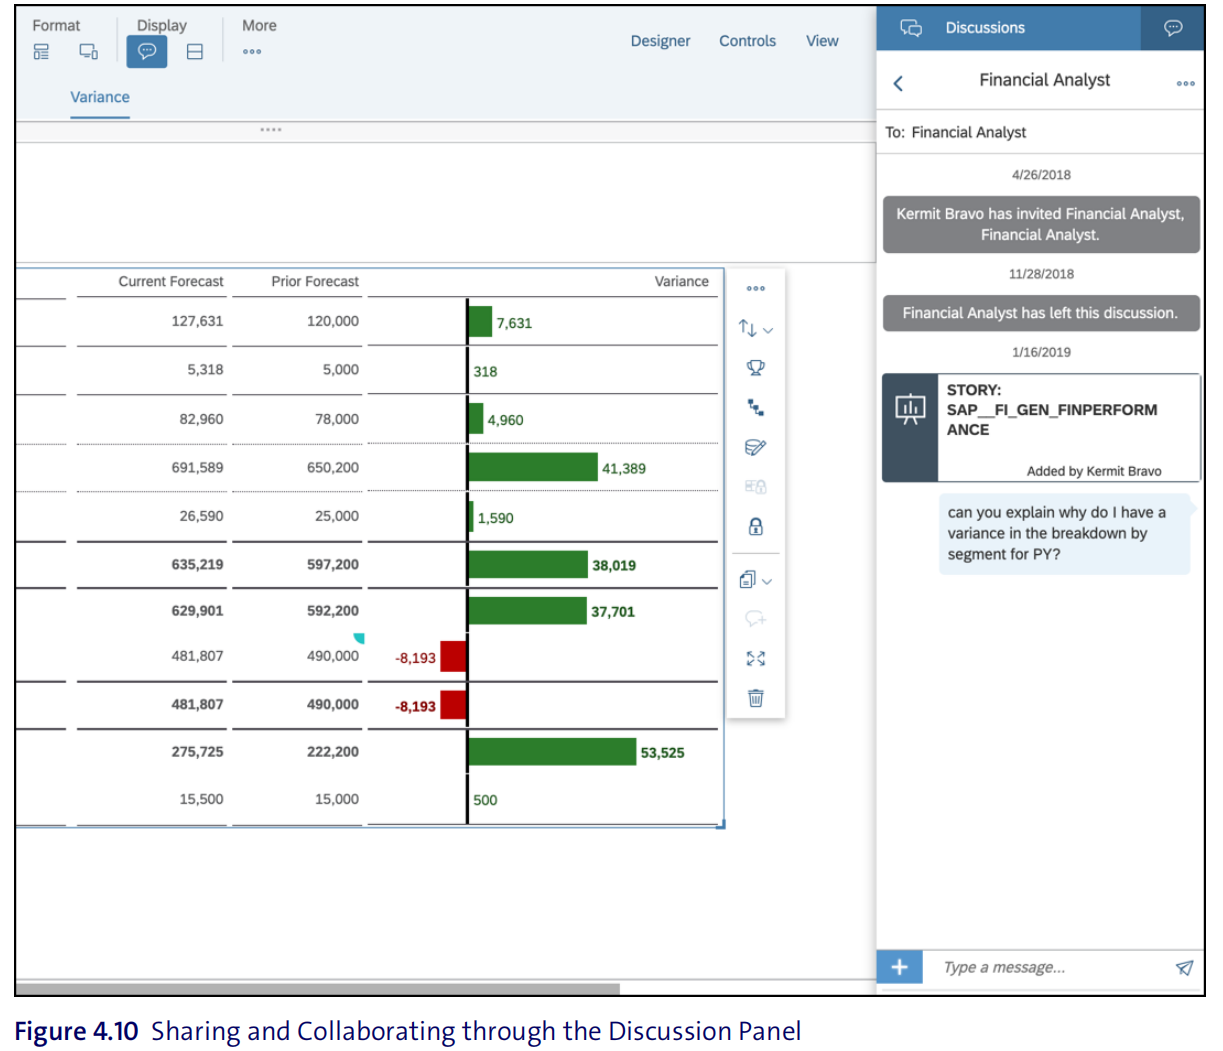 Format Display More
Designer Controls View
Variance
Current Forecast Prior Forecast Variance
127,631 120,000 7,631
5,318 5,000 318
82,960 78,000 4,960
691,589 650,200 41,389
26,590 25,000 1,590
635,219 597,200 38,019
629,901 592,200 37,701
481,807 490,000 -8,193
481,807 490,000 -8,193
275,725 222,200 53,525
15,500 15,000 500
Discussions
Financial Analyst
To: Financial Analyst
4/26/2018
Kermit Bravo has invited Financial Analyst,
Financial Analyst.
11/28/2018
Financial Analyst has left this discussion.
1/16/2019
STORY:
SAP__FI_GEN_FINPERFORM
ANCE
Added by Kermit Bravo
can you explain why do I have a
variance in the breakdown by
segment for PY?
Type a message...
Figure 4.10 Sharing and Collaborating through the Discussion Panel